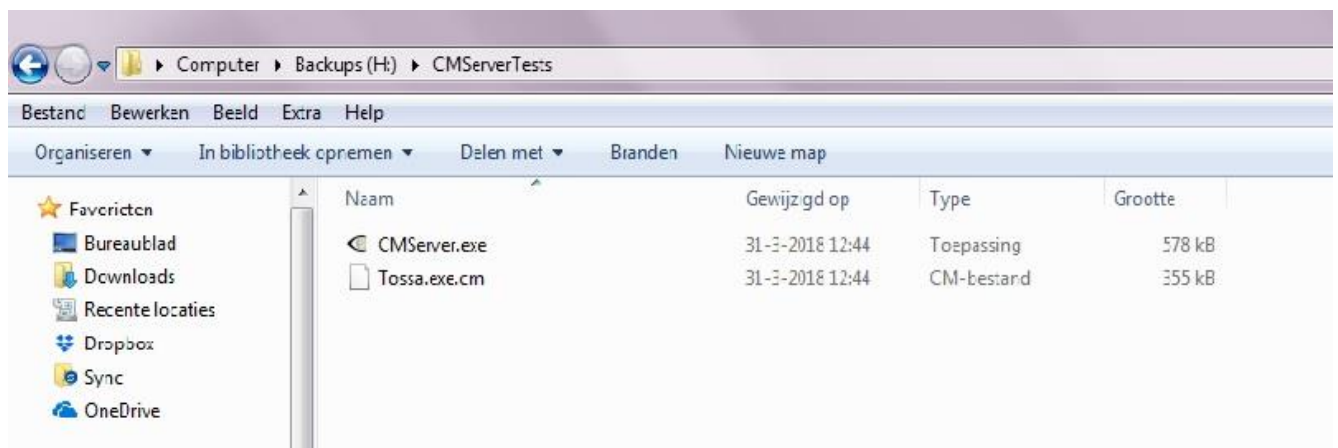 Computer Backups (H:) CMServerTests
Bestand Bewerken Beeld Extra Help
Organiseren In bibliotheek opnemen Delen met Branden Nieuwe map
Naam Gewijzigd op Type Grootte
Favorieten
Bureaublad
Downloads
Recente locaties
Dropbox
Sync
OneDrive
CMServer.exe 31-3-2018 12:44 Toepassing 578 kB
Tossa.exe.cm 31-3-2018 12:44 CM-bestand 355 kB